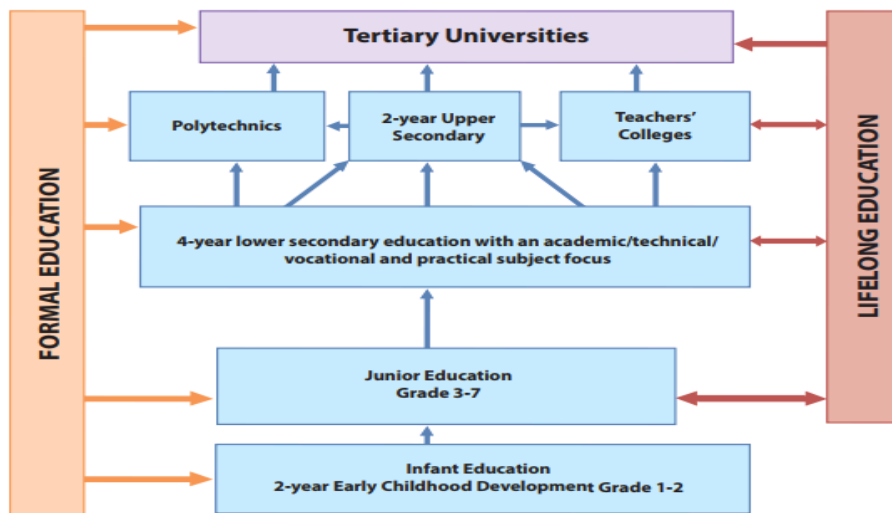 Tertiary Universities
Polytechnics
2-year Upper
Secondary
Teachers'
Colleges
4-year lower secondary education with an academic/technical/
vocational and practical subject focus
Junior Education
Grade 3-7
Infant Education
2-year Early Childhood Development Grade 1-2
FORMAL EDUCATION
LIFELONG EDUCATION